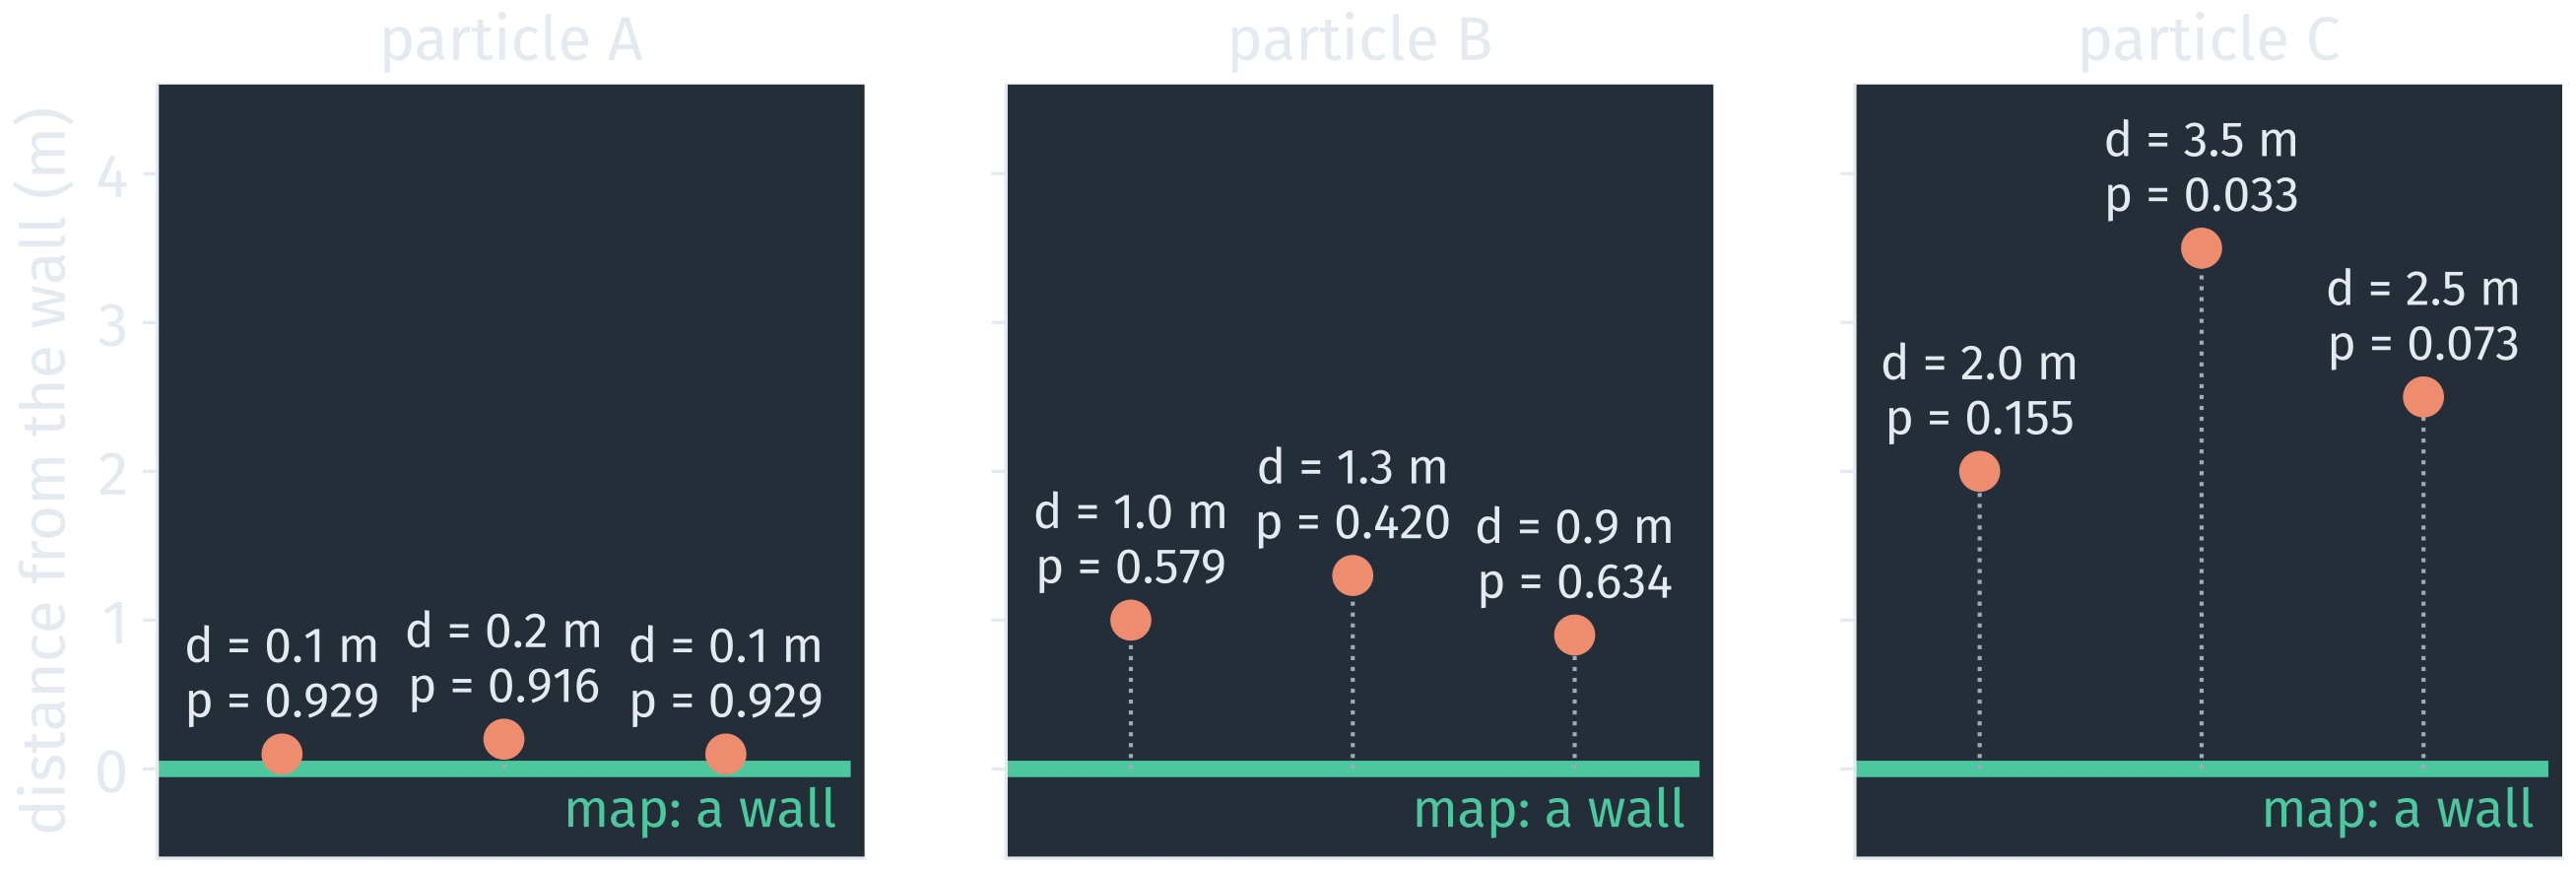 particle A
particle B
particle C
distance from the wall (m)
4
3
2
1
0
d = 0.1 m
p = 0.929
d = 0.2 m
p = 0.916
d = 0.1 m
p = 0.929
map: a wall
d = 1.0 m
p = 0.579
d = 1.3 m
p = 0.420
d = 0.9 m
p = 0.634
map: a wall
d = 2.0 m
p = 0.155
d = 3.5 m
p = 0.033
d = 2.5 m
p = 0.073
map: a wall